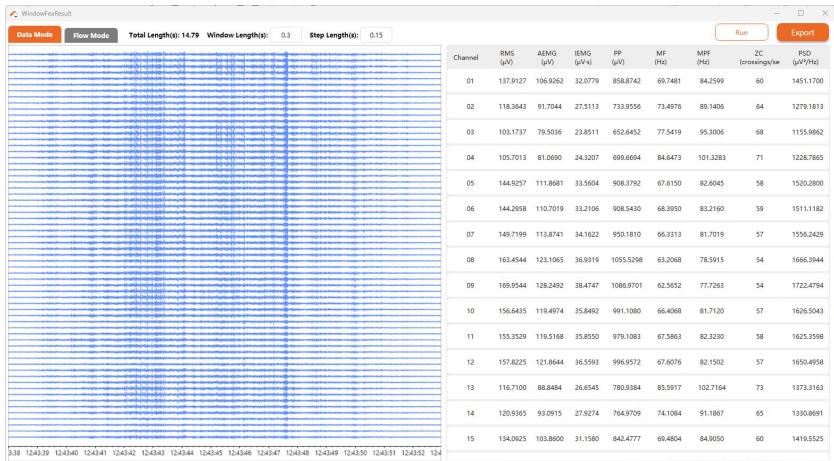 WindowFeaResult
Data Mode Flow Mode Total Length(s): 14.79 Window Length(s): 0.3 Step Length(s): 0.15 Run Export
Channel RMS (μV) AEMG (μV) IEMG (μV·s) PP (μV) MF (Hz) MPF (Hz) ZC (crossings/se PSD (μV²/Hz)
01 137.9127 106.9262 32.0779 858.8742 69.7481 84.2599 60 1451.1700
02 118.3643 91.7044 27.5113 733.9556 73.4976 89.1406 64 1279.1813
03 103.1737 79.5036 23.8511 652.6452 77.5419 95.3006 68 1155.9862
04 105.7013 81.0690 24.3207 669.6694 84.6473 101.3283 71 1228.7865
05 144.9257 111.8681 33.5604 908.3792 67.6150 82.6045 58 1520.2800
06 144.2958 110.7019 33.2106 908.5430 68.3950 83.2160 59 1511.1182
07 149.7199 113.8741 34.1622 950.1810 66.3313 81.7019 57 1556.2429
08 163.4544 123.1065 36.9319 1055.5298 63.2068 78.5915 54 1666.3944
09 169.9544 128.2492 38.4747 1086.9701 62.5652 77.7263 54 1722.4794
10 156.6435 119.4974 35.8492 991.1080 66.4068 81.7120 57 1626.5043
11 155.3529 119.5168 35.8550 979.1083 67.5863 82.3230 58 1625.3598
12 157.8225 121.8644 36.5593 996.9572 67.6076 82.1502 57 1650.4958
13 116.7100 88.8484 26.6545 780.9384 85.5917 102.7164 73 1373.3163
14 120.9365 93.0915 27.9274 764.9709 74.1084 91.1867 65 1330.8691
15 134.0925 103.8600 31.1580 842.4777 69.4804 84.9050 60 1419.5525
3:38 12:43:39 12:43:40 12:43:41 12:43:42 12:43:43 12:43:44 12:43:45 12:43:46 12:43:47 12:43:48 12:43:49 12:43:50 12:43:51 12:43:52 12:4